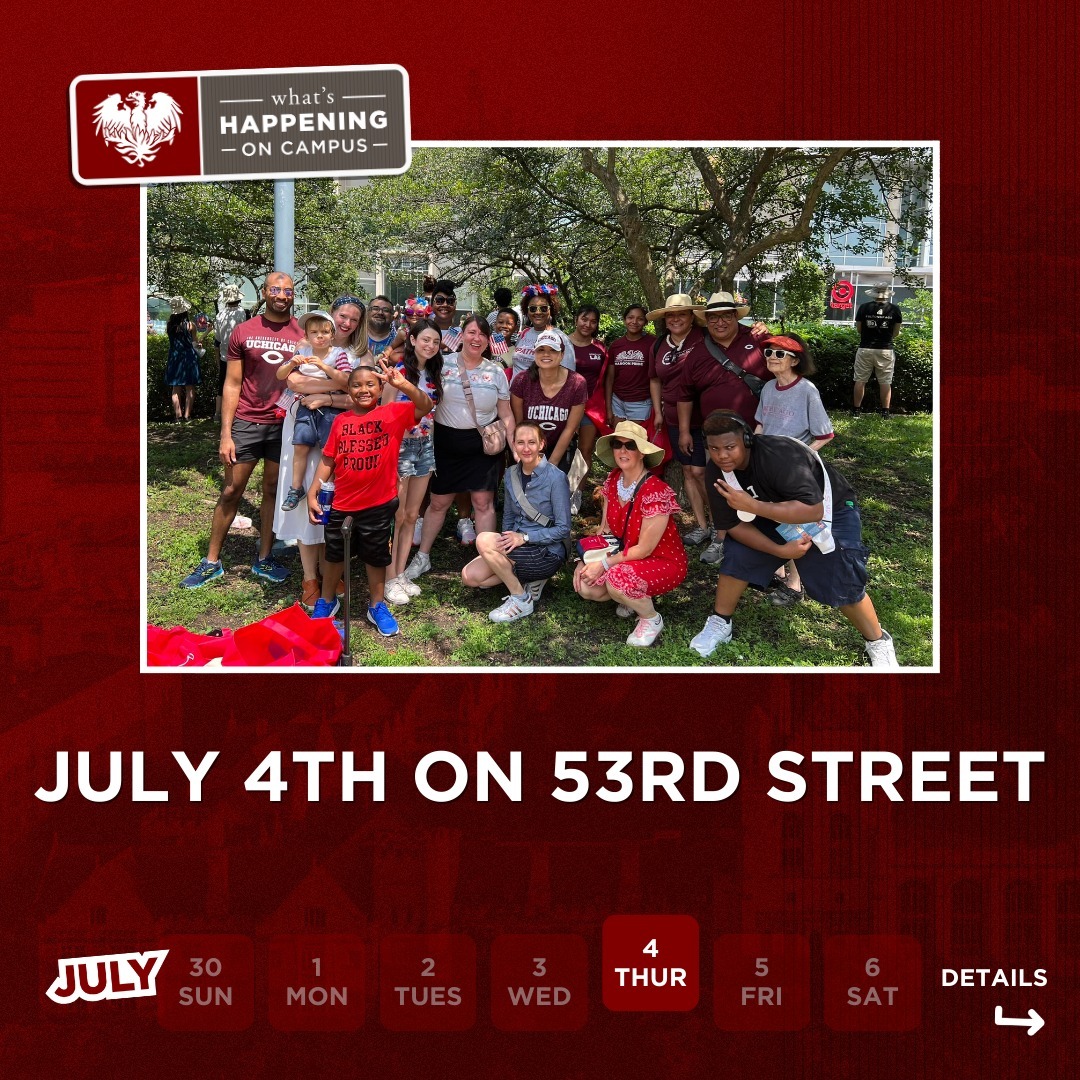 what's
HAPPENING
ON CAMPUS
UCHICAGO
BLACK
BLESSED
PROUD
UCHICAGO
JULY 4TH ON 53RD STREET
JULY
30
SUN
1
MON
2
TUES
3
WED
4
THUR
5
FRI
6
SAT
DETAILS